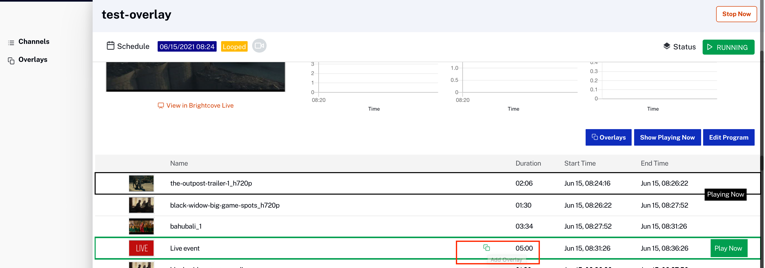 test-overlay
Stop Now
Channels
Overlays
Schedule 06/15/2021 08:24 Looped
Status RUNNING
3
2
1
0
08:20
Time
1.0
0.5
0
08:20
Time
0.3
0
Time
View in Brightcove Live
Overlays Show Playing Now Edit Program
Name Duration Start Time End Time
the-outpost-trailer-1_h720p 02:06 Jun 15, 08:24:16 Jun 15, 08:26:22
Playing Now
black-widow-big-game-spots_h720p 01:30 Jun 15, 08:26:22 Jun 15, 08:27:52
bahubali_1 03:34 Jun 15, 08:27:52 Jun 15, 08:31:26
LIVE Live event 05:00 Jun 15, 08:31:26 Jun 15, 08:36:26 Play Now
Add Overlay